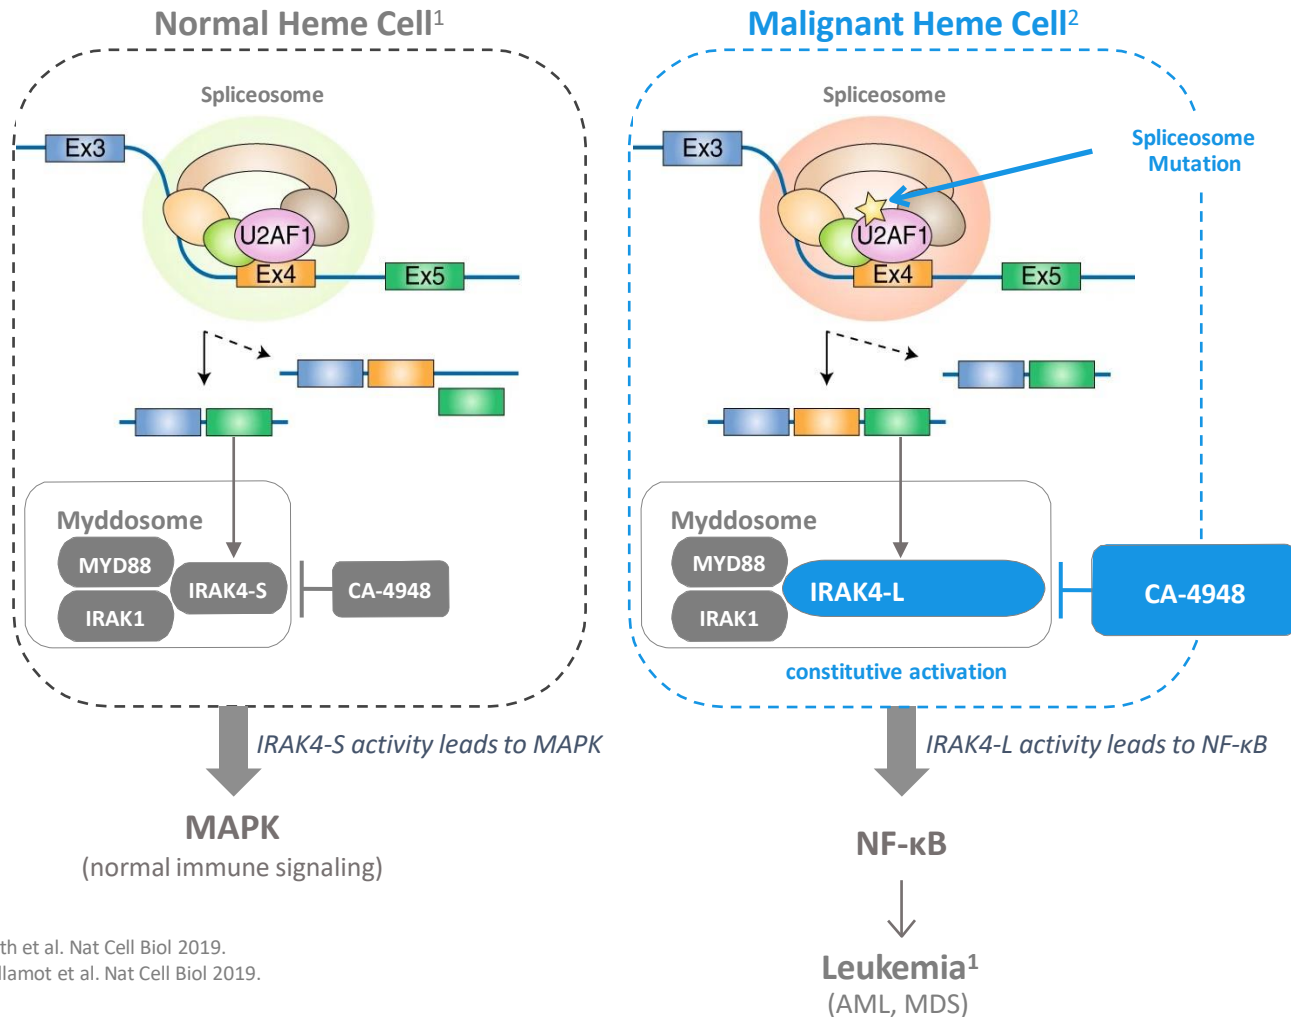 Normal Heme Cell¹
Spliceosome
Ex3
U2AF1
Ex4
Ex5
Myddosome
MYD88
IRAK1
IRAK4-S
CA-4948
IRAK4-S activity leads to MAPK
MAPK
(normal immune signaling)
Malignant Heme Cell²
Spliceosome
Spliceosome
Mutation
Ex3
U2AF1
Ex4
Ex5
Myddosome
MYD88
IRAK1
IRAK4-L
CA-4948
constitutive activation
IRAK4-L activity leads to NF-κB
NF-κB
Leukemia¹
(AML, MDS)
et al. Nat Cell Biol 2019.
et al. Nat Cell Biol 2019.